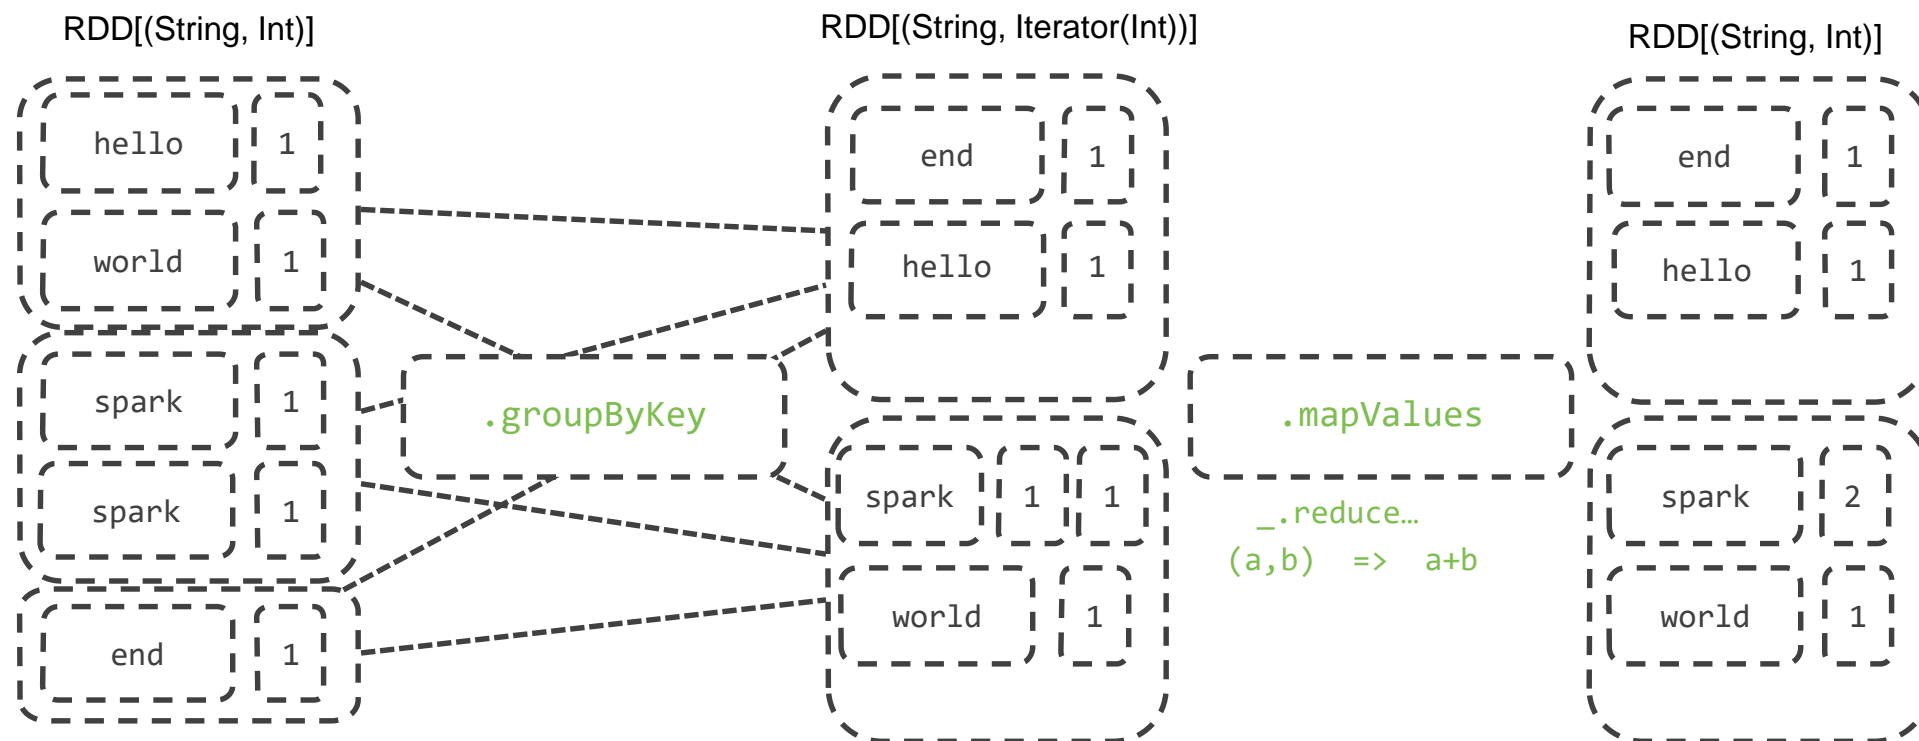 RDD[(String, Int)]
hello 1
world 1
spark 1
spark 1
end 1
.groupByKey
RDD[(String, Iterator(Int))]
end 1
hello 1
spark 1 1
world 1
.mapValues
_.reduce…
(a,b) => a+b
RDD[(String, Int)]
end 1
hello 1
spark 2
world 1